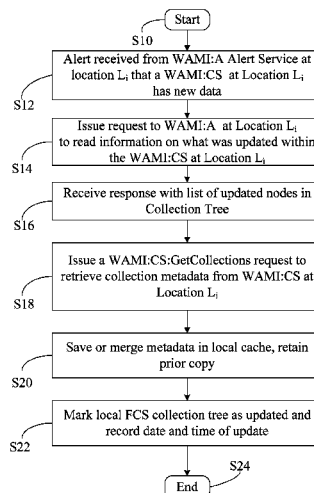 Start
S10
Alert received from WAMI:A Alert Service at
location Li that a WAMI:CS at Location Li
has new data
S12
Issue request to WAMI:A at Location Li
to read information on what was updated within
the WAMI:CS at Location Li
S14
Receive response with list of updated nodes in
Collection Tree
S16
Issue a WAMI:CS:GetCollections request to
retrieve collection metadata from WAMI:CS at
Location Li
S18
Save or merge metadata in local cache, retain
prior copy
S20
Mark local FCS collection tree as updated and
record date and time of update
S22
S24
End